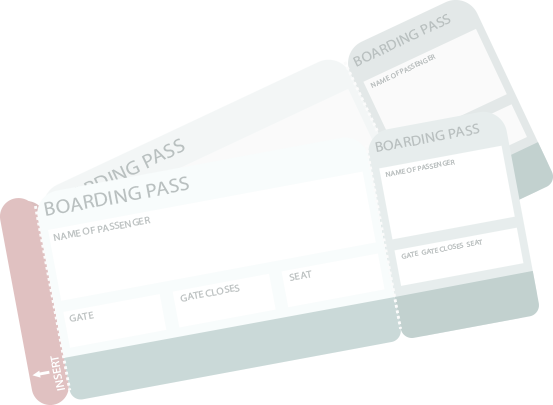 BOARDING PASS
NAME OF PASSENGER
RDING PASS
BOARDING PASS
NAME OF PASSENGER
GATE GATE CLOSES SEAT
BOARDING PASS
NAME OF PASSENGER
GATE GATE CLOSES SEAT
INSERT